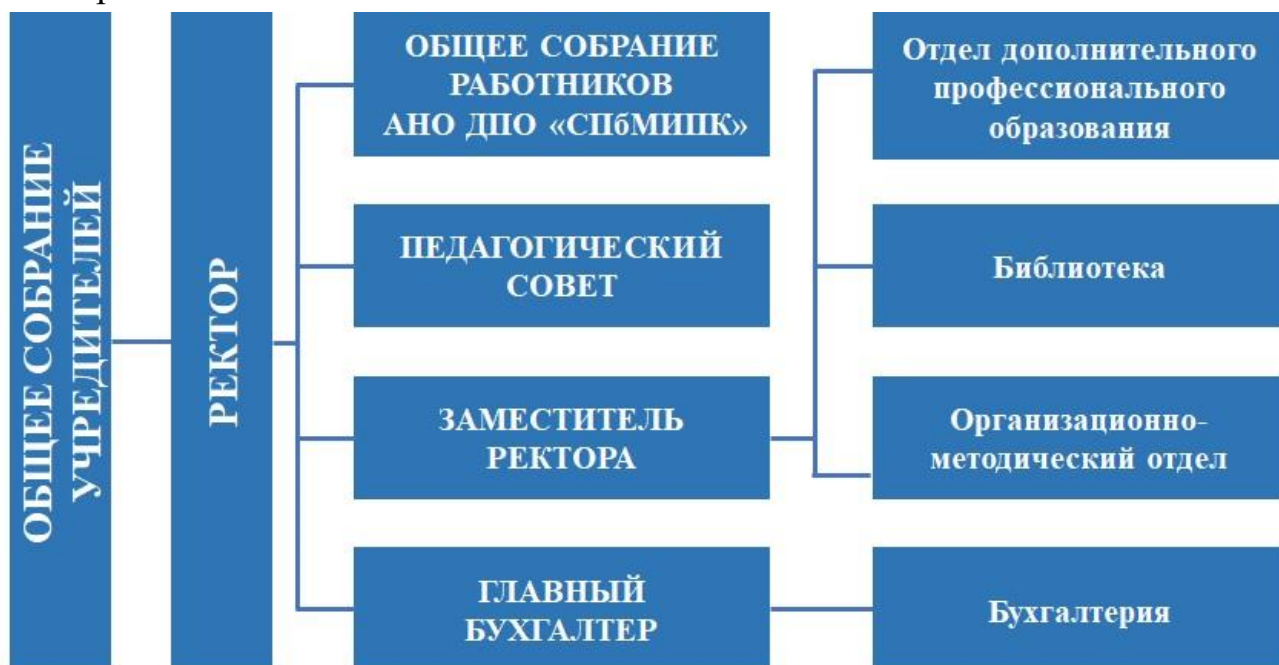 ОБЩЕЕ СОБРАНИЕ
УЧРЕДИТЕЛЕЙ
РЕКТОР
ОБЩЕЕ СОБРАНИЕ
РАБОТНИКОВ
АНО ДПО «СПбМИПК»
ПЕДАГОГИЧЕСКИЙ
СОВЕТ
ЗАМЕСТИТЕЛЬ
РЕКТОРА
ГЛАВНЫЙ
БУХГАЛТЕР
Отдел дополнительного
профессионального
образования
Библиотека
Организационно-
методический отдел
Бухгалтерия